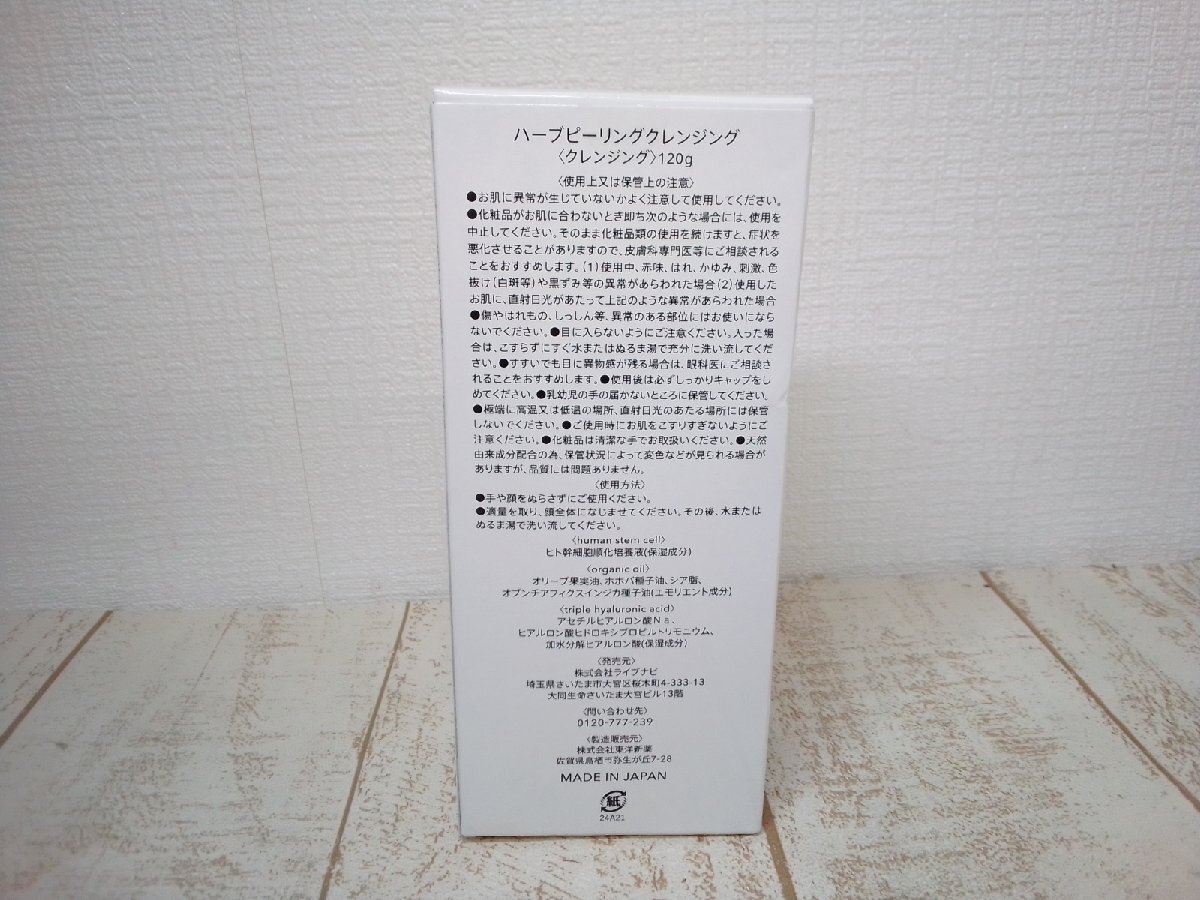 ハーブピーリングクレンジング
〈クレンジング〉120g
〈使用上又は保管上の注意〉
●お肌に異常が生じていないかよく注意して使用してください。
●化粧品がお肌に合わないとき即ち次のような場合には、使用を
中止してください。そのまま化粧品類の使用を続けますと、症状を
悪化させることがありますので、皮膚科専門医等にご相談される
ことをおすすめします。(1)使用中、赤味、はれ、かゆみ、刺激、色
抜け(白斑等)や黒ずみ等の異常があらわれた場合(2)使用した
お肌に、直射日光があたって上記のような異常があらわれた場合
●傷やはれもの、しっしん等、異常のある部位にはお使いになら
ないでください。●目に入らないようにご注意ください。入った場
合は、こすらずにすぐ水またはぬるま湯で充分に洗い流してくだ
さい。●すすいでも目に異物感が残る場合は、眼科医にご相談さ
れることをおすすめします。●使用後は必ずしっかりキャップをし
めてください。●乳幼児の手の届かないところに保管してください。
●極端に高温又は低温の場所、直射日光のあたる場所には保管
しないでください。●ご使用時にお肌をこすりすぎないようにご
注意ください。●化粧品は清潔な手でお取扱いください。●天然
由来成分配合の為、保管状況によって変色などが見られる場合が
ありますが、品質には問題ありません。
〈使用方法〉
●手や顔をぬらさずにご使用ください。
●適量を取り、顔全体になじませてください。その後、水または
ぬるま湯で洗い流してください。
〈human stem cell〉
ヒト幹細胞順化培養液(保湿成分)
〈organic oil〉
オリーブ果実油、ホホバ種子油、シア脂、
オプンチアフィクスインジカ種子油(エモリエント成分)
〈triple hyaluronic acid〉
アセチルヒアルロン酸Na、
ヒアルロン酸ヒドロキシプロピルトリモニウム、
加水分解ヒアルロン酸(保湿成分)
〈発売元〉
株式会社ライブナビ
埼玉県さいたま市大宮区桜木町4-333-13
大同生命さいたま大宮ビル13階
〈問い合わせ先〉
0120-777-239
〈製造販売元〉
株式会社東洋新薬
佐賀県鳥栖市弥生が丘7-28
MADE IN JAPAN
紙
24A21